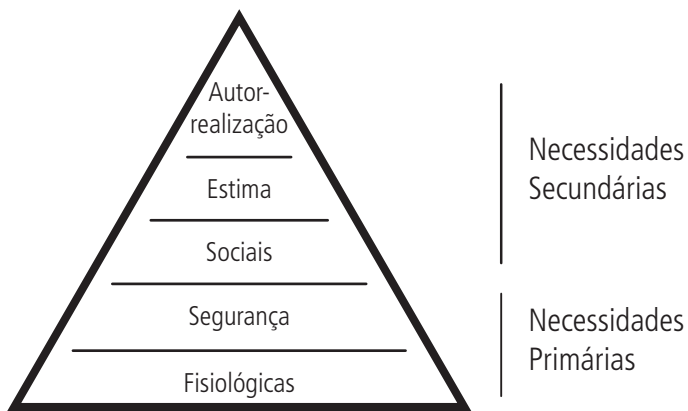 Autor-
realização
Estima
Sociais
Segurança
Fisiológicas
Necessidades
Secundárias
Necessidades
Primárias